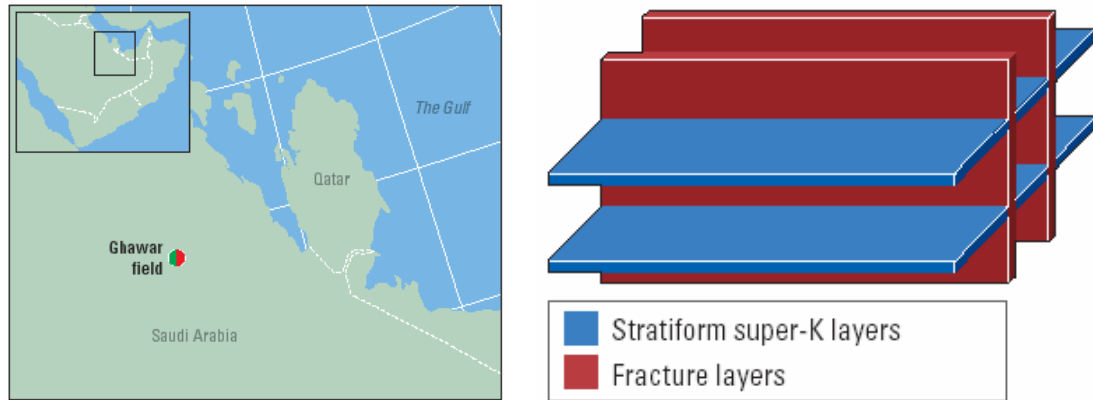 The Gulf
Qatar
Ghawar
field
Saudi Arabia
Stratiform super-K layers
Fracture layers